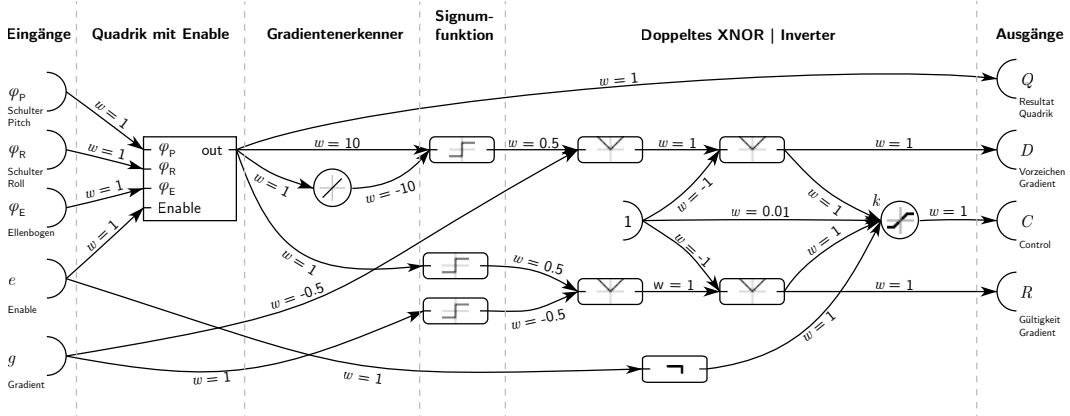 Eingänge
Quadrik mit Enable
Gradientenerkenner
Signum-
funktion
Doppeltes XNOR | Inverter
Ausgänge
φP
Schulter
Pitch
φR
Schulter
Roll
φE
Ellenbogen
e
Enable
g
Gradient
w = 1
w = 1
w = 1
w = 1
φP
φR
φE
Enable
out
w = 1
w = 10
w = 1
w = -10
w = 1
w = -0.5
w = 1
w = 1
w = 0.5
w = 0.5
w = -0.5
w = 1
w = -1
1
w = 0.01
w = -1
w = 1
w = 1
w = 1
w = 1
k
w = 1
w = 1
w = 1
Q
Resultat
Quadrik
D
Vorzeichen
Gradient
C
Control
R
Gültigkeit
Gradient